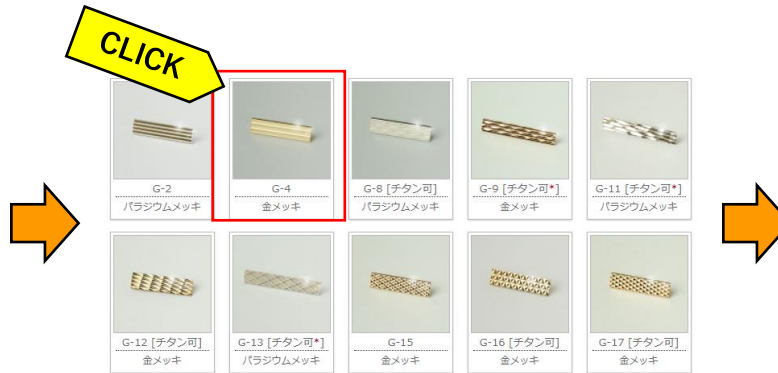 CLICK
G-2
パラジウムメッキ
G-4
金メッキ
G-8 [チタン可]
パラジウムメッキ
G-9 [チタン可*]
金メッキ
G-11 [チタン可*]
パラジウムメッキ
G-12 [チタン可]
金メッキ
G-13 [チタン可*]
パラジウムメッキ
G-15
金メッキ
G-16 [チタン可]
金メッキ
G-17 [チタン可]
金メッキ